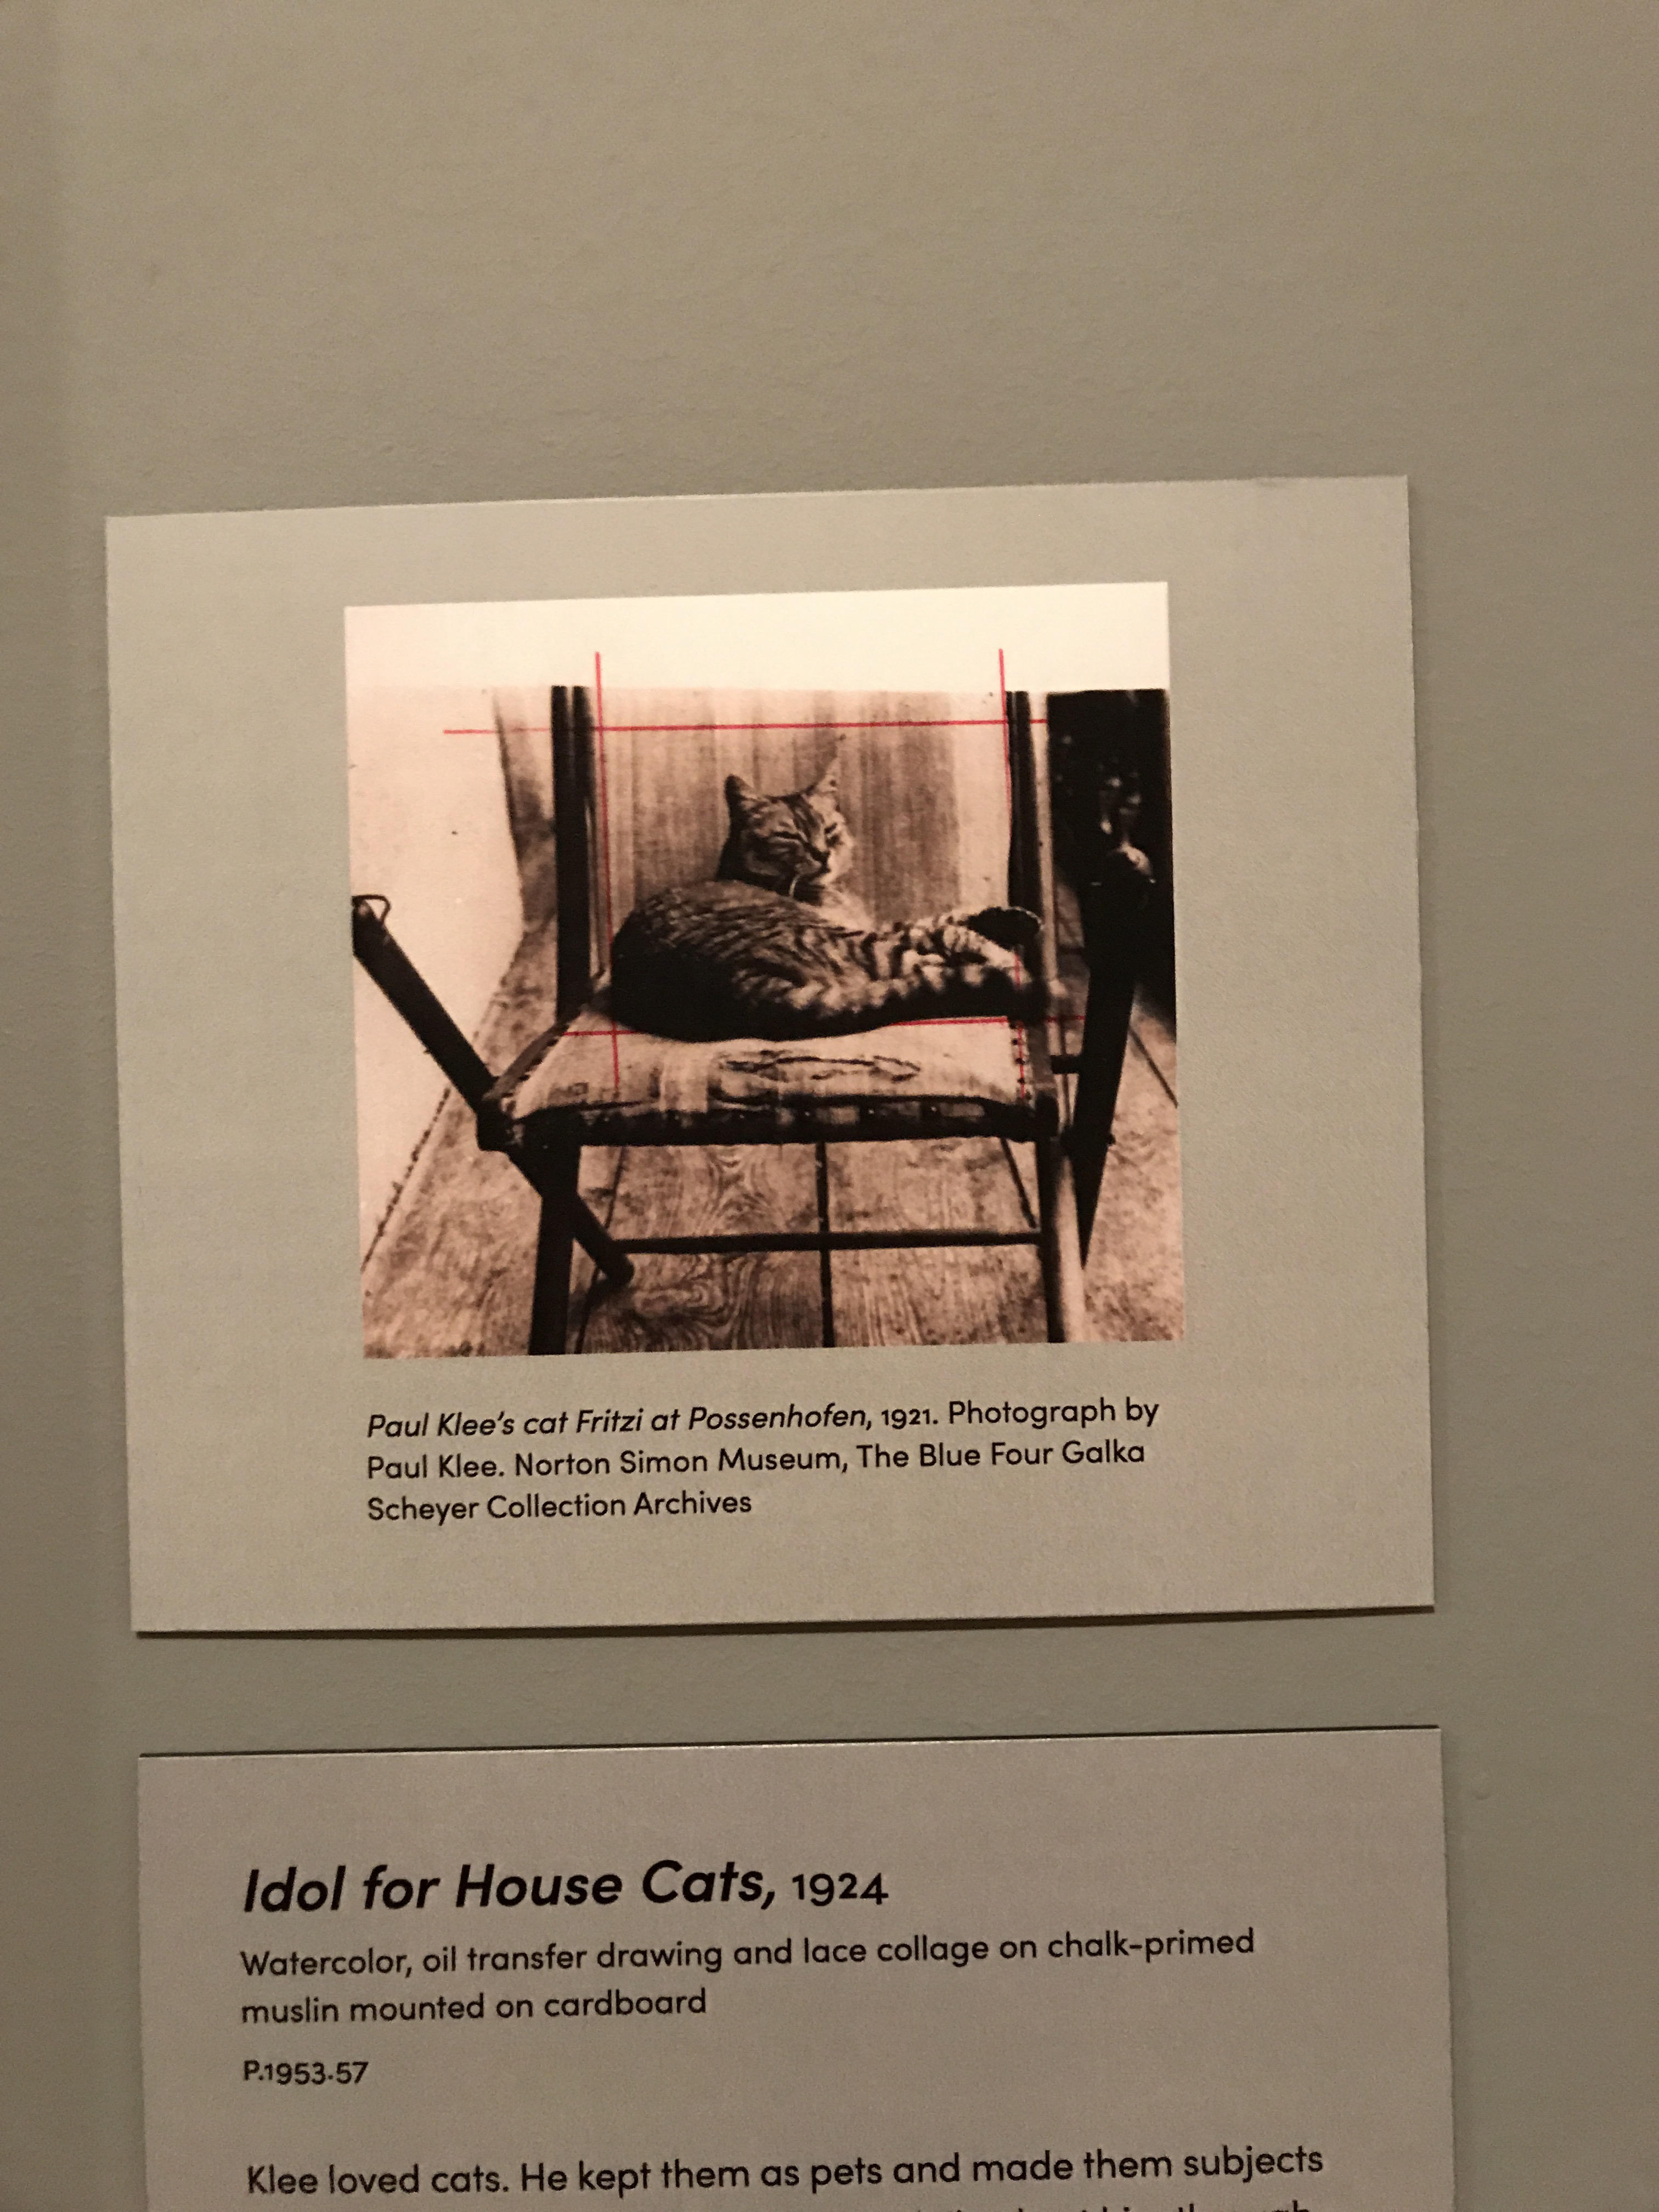 Paul Klee's cat Fritzi at Possenhofen, 1921. Photograph by
Paul Klee. Norton Simon Museum, The Blue Four Galka
Scheyer Collection Archives
Idol for House Cats, 1924
Watercolor, oil transfer drawing and lace collage on chalk-primed
muslin mounted on cardboard
P.1953.57
Klee loved cats. He kept them as pets and made them subjects